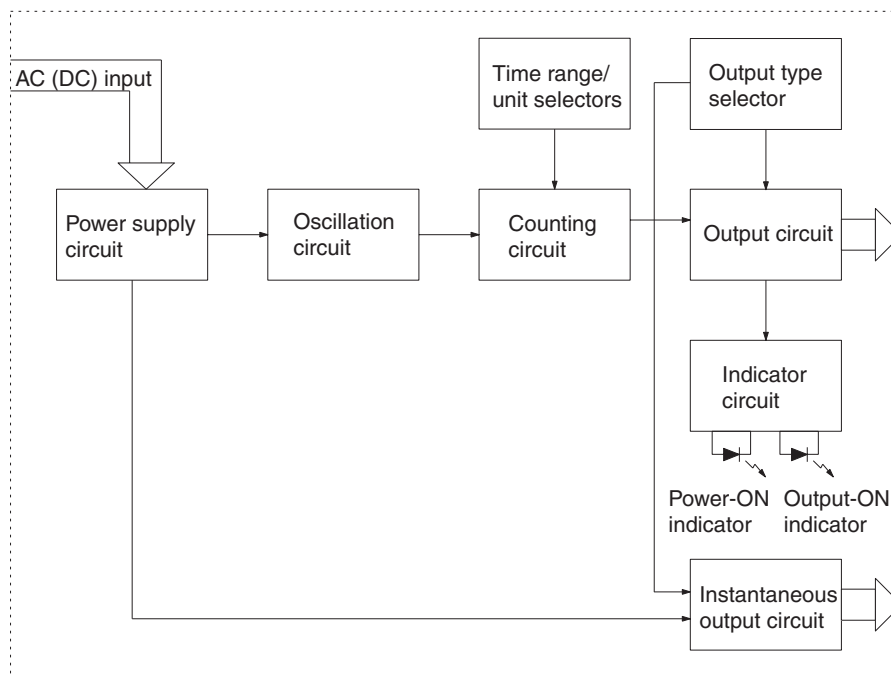 AC (DC) input
Time range/
unit selectors
Output type
selector
Power supply
circuit
Oscillation
circuit
Counting
circuit
Output circuit
Indicator
circuit
Power-ON
indicator
Output-ON
indicator
Instantaneous
output circuit